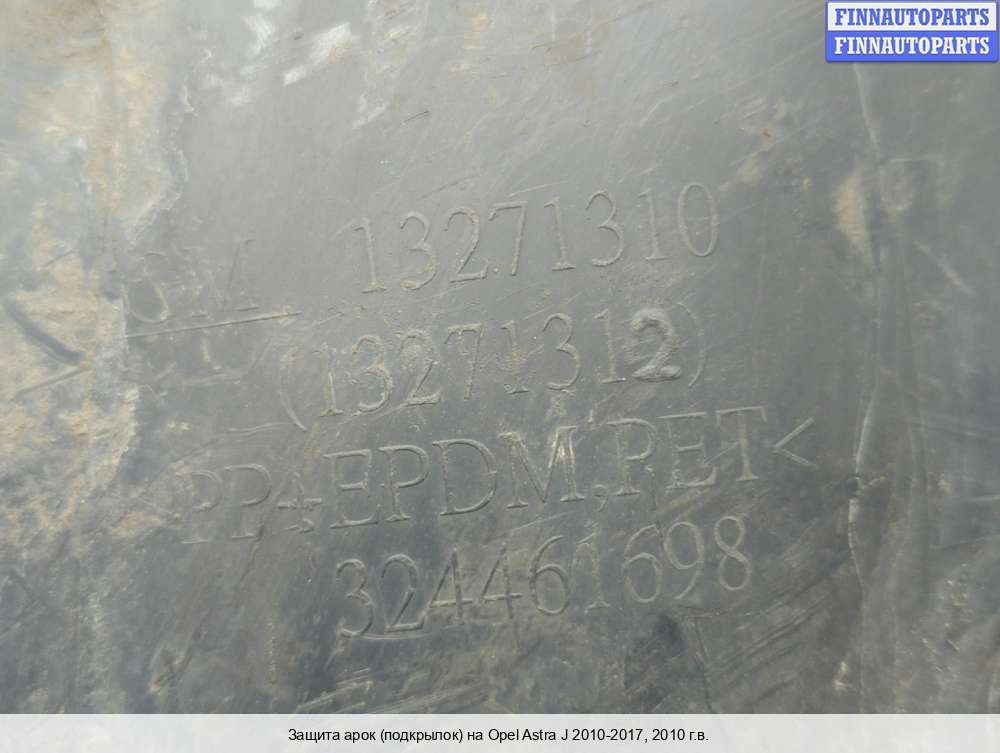 FINNAUTOPARTS
FINNAUTOPARTS
GM 13271310
(13271312)
PP+EPDM,PET<
324461698
Защита арок (подкрылок) на Opel Astra J 2010-2017, 2010 г.в.